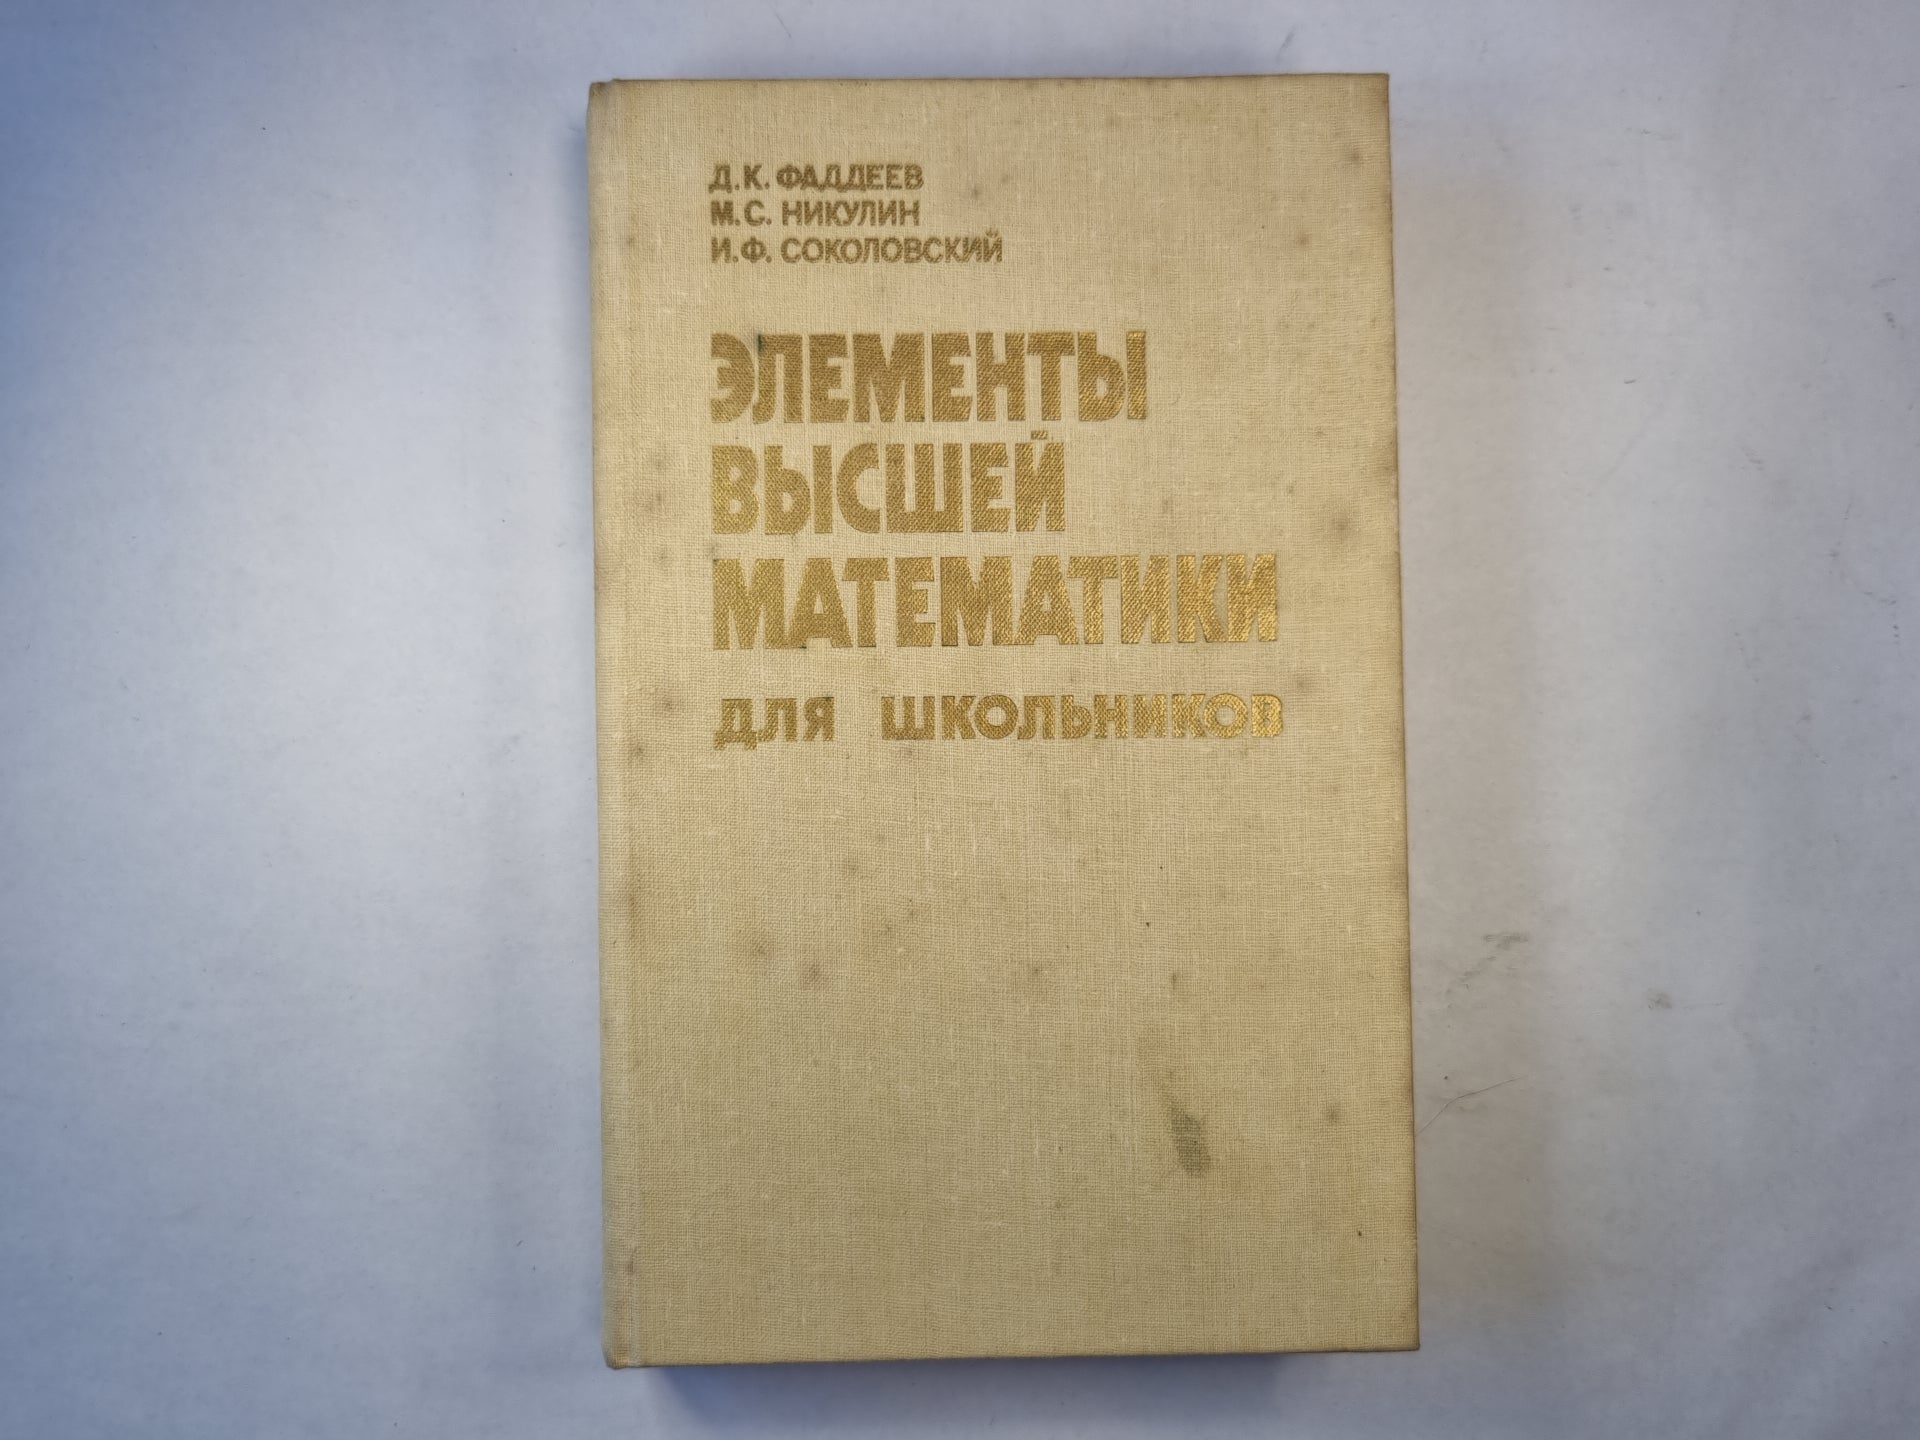 Д.К. ФАДДЕЕВ
М.С. НИКУЛИН
И.Ф. СОКОЛОВСКИЙ
ЭЛЕМЕНТЫ
ВЫСШЕЙ
МАТЕМАТИКИ
ДЛЯ ШКОЛЬНИКОВ